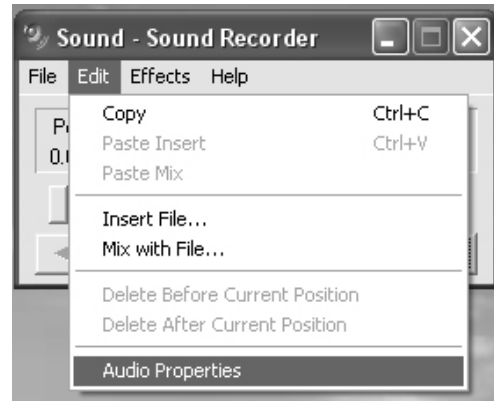 Sound - Sound Recorder
File Edit Effects Help
Copy Ctrl+C
Paste Insert Ctrl+V
Paste Mix
Insert File...
Mix with File...
Delete Before Current Position
Delete After Current Position
Audio Properties